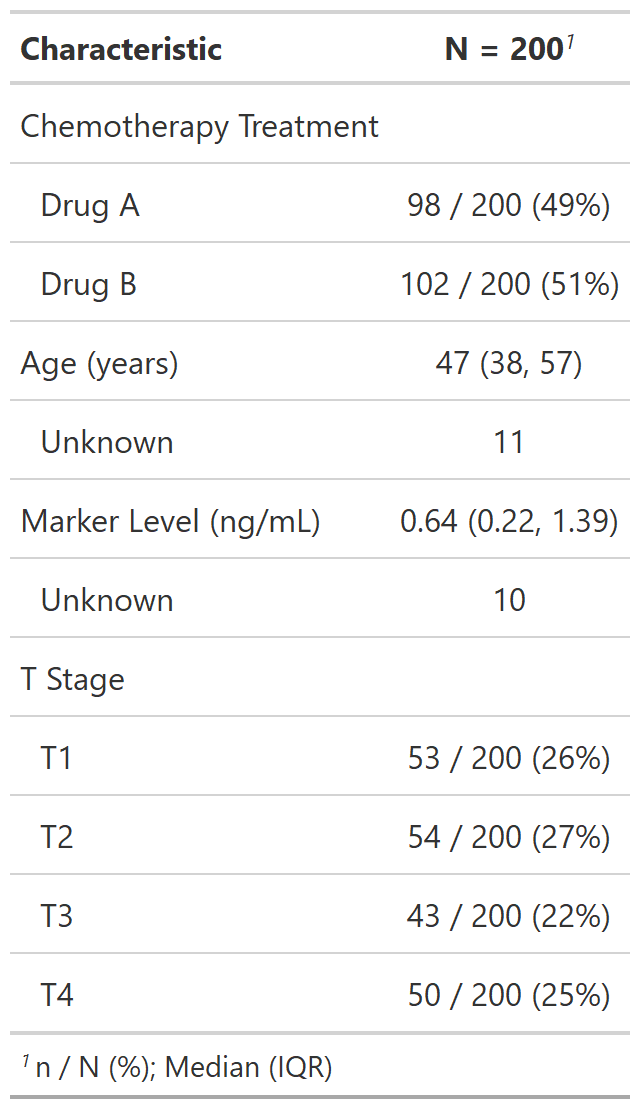 Characteristic N = 200¹
Chemotherapy Treatment
Drug A 98 / 200 (49%)
Drug B 102 / 200 (51%)
Age (years) 47 (38, 57)
Unknown 11
Marker Level (ng/mL) 0.64 (0.22, 1.39)
Unknown 10
T Stage
T1 53 / 200 (26%)
T2 54 / 200 (27%)
T3 43 / 200 (22%)
T4 50 / 200 (25%)
¹ n / N (%); Median (IQR)